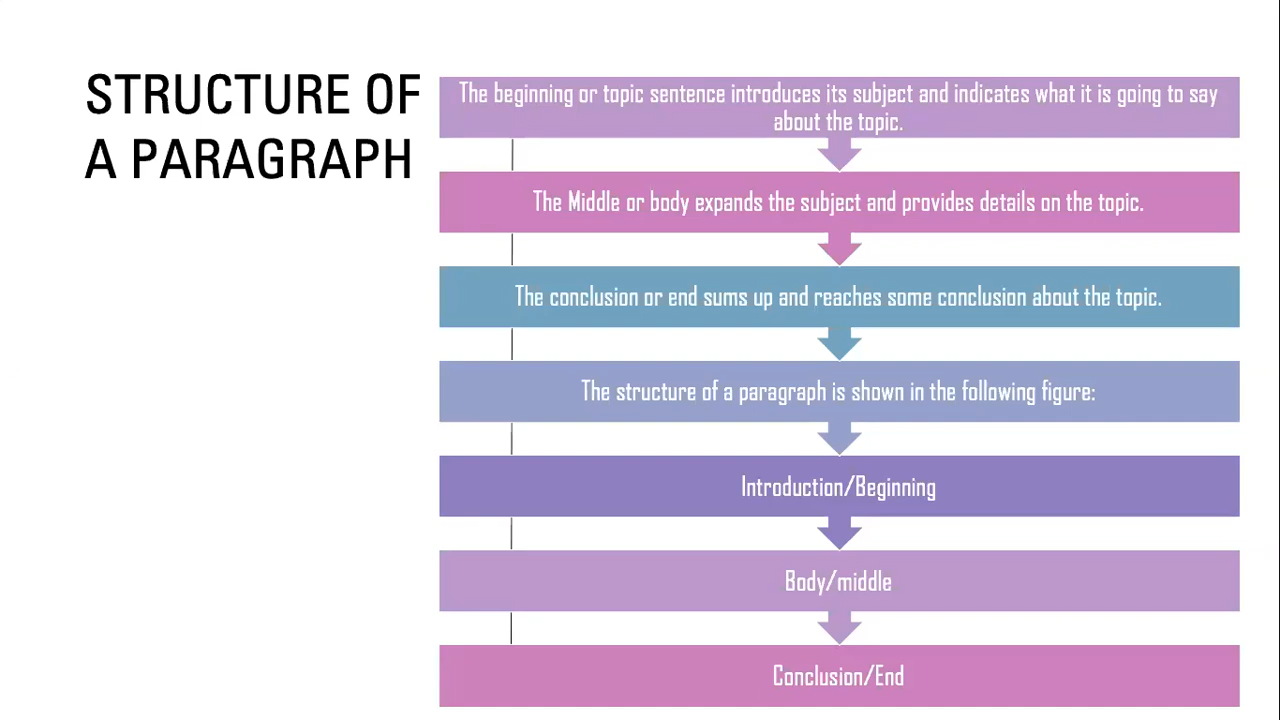 STRUCTURE OF
A PARAGRAPH
The beginning or topic sentence introduces its subject and indicates what it is going to say
about the topic.
The Middle or body expands the subject and provides details on the topic.
The conclusion or end sums up and reaches some conclusion about the topic.
The structure of a paragraph is shown in the following figure:
Introduction/Beginning
Body/middle
Conclusion/End